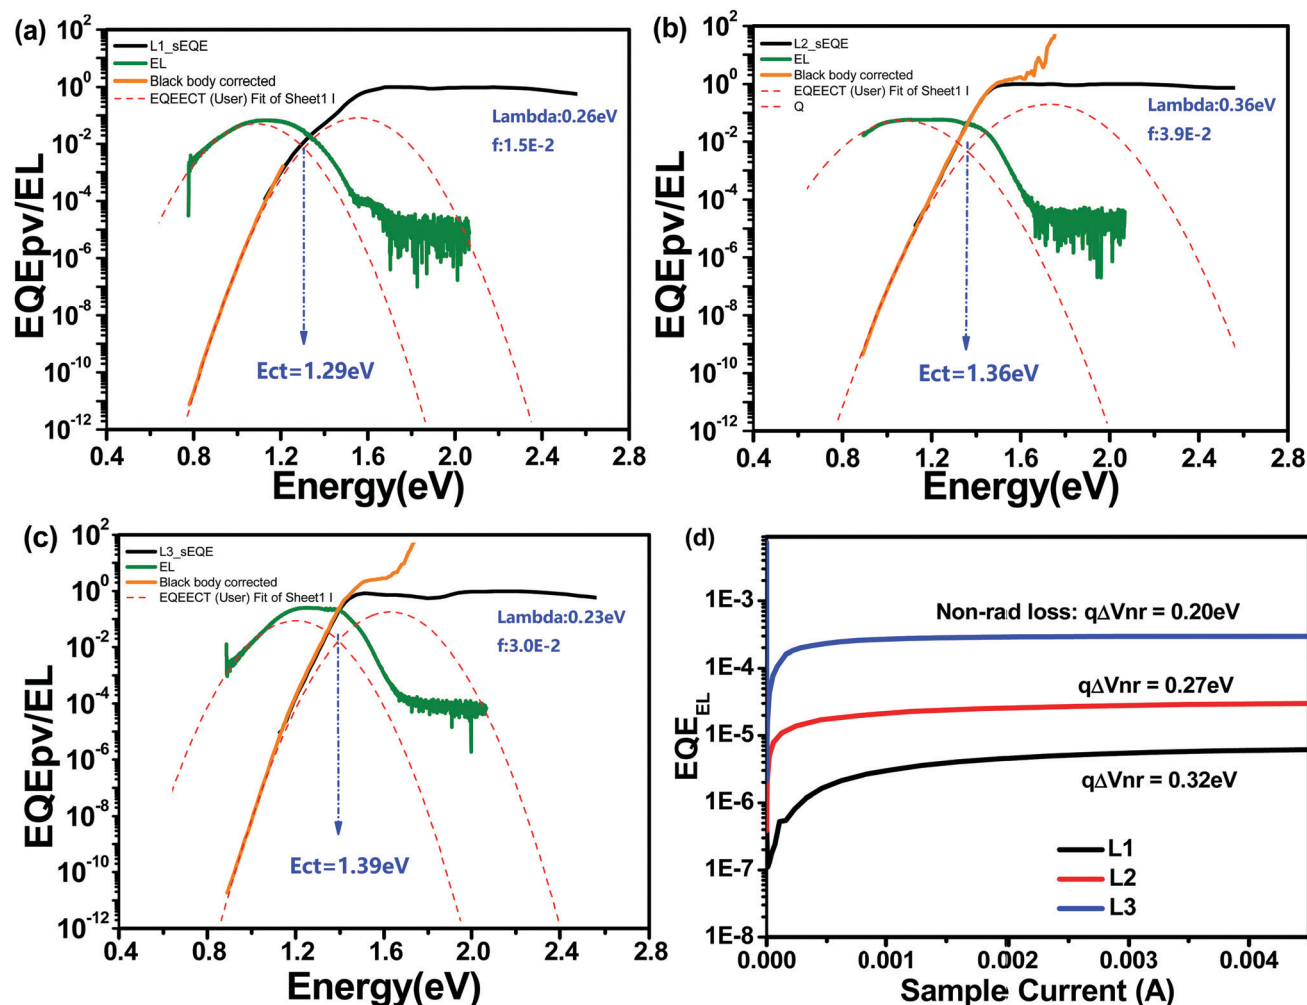 (a)
L1_sEQE
EL
Black body corrected
EQEECT (User) Fit of Sheet1 I
Lambda:0.26eV
f:1.5E-2
Ect=1.29eV
EQEpv/EL
10^2
10^0
10^-2
10^-4
10^-6
10^-8
10^-10
10^-12
0.4 0.8 1.2 1.6 2.0 2.4 2.8
Energy(eV)
(b)
L2_sEQE
EL
Black body corrected
EQEECT (User) Fit of Sheet1 I
Q
Lambda:0.36eV
f:3.9E-2
Ect=1.36eV
EQEpv/EL
10^2
10^0
10^-2
10^-4
10^-6
10^-8
10^-10
10^-12
0.4 0.8 1.2 1.6 2.0 2.4 2.8
Energy(eV)
(c)
L3_sEQE
EL
Black body corrected
EQEECT (User) Fit of Sheet1 I
Lambda:0.23eV
f:3.0E-2
Ect=1.39eV
EQEpv/EL
10^2
10^0
10^-2
10^-4
10^-6
10^-8
10^-10
10^-12
0.4 0.8 1.2 1.6 2.0 2.4 2.8
Energy(eV)
(d)
Non-rad loss: qΔVnr = 0.20eV
qΔVnr = 0.27eV
qΔVnr = 0.32eV
L1
L2
L3
EQE_EL
1E-3
1E-4
1E-5
1E-6
1E-7
1E-8
0.000 0.001 0.002 0.003 0.004
Sample Current (A)